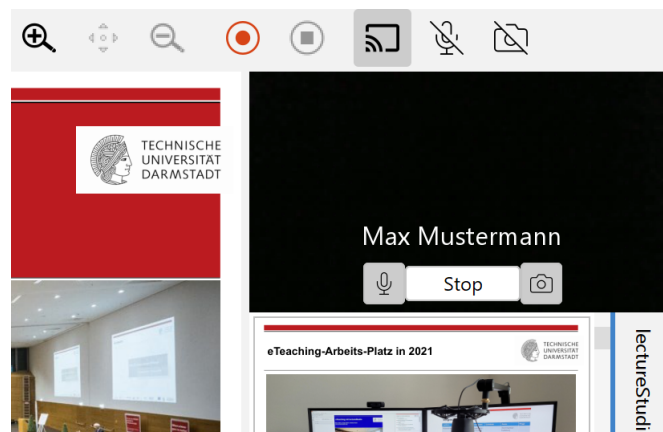 TECHNISCHE
UNIVERSITÄT
DARMSTADT
Max Mustermann
Stop
eTeaching-Arbeits-Platz in 2021
TECHNISCHE
UNIVERSITÄT
DARMSTADT
lectureStudi